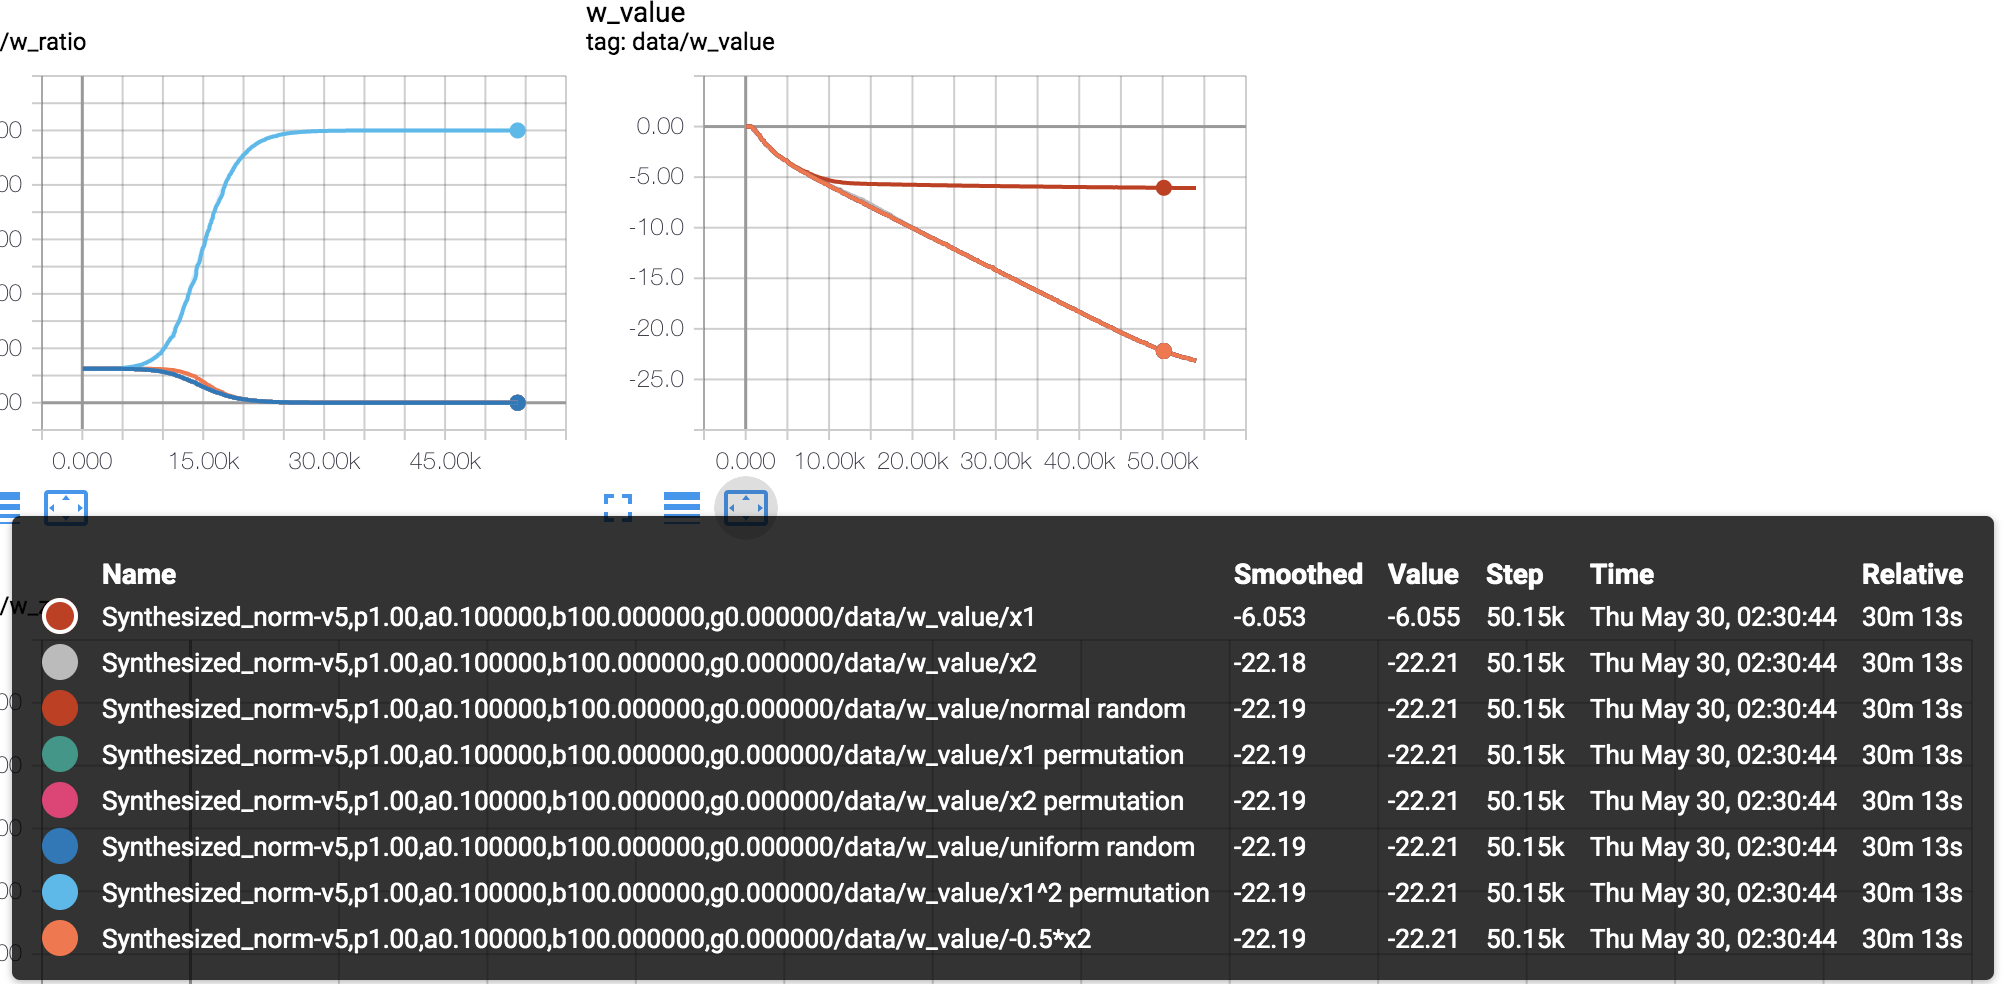 w_value
/w_ratio
tag: data/w_value
00
00
00
00
00
00
0.000 15.00k 30.00k 45.00k
0.00
-5.00
-10.0
-15.0
-20.0
-25.0
0.000 10.00k 20.00k 30.00k 40.00k 50.00k
Name Smoothed Value Step Time Relative
/w_
Synthesized_norm-v5,p1.00,a0.100000,b100.000000,g0.000000/data/w_value/x1 -6.053 -6.055 50.15k Thu May 30, 02:30:44 30m 13s
Synthesized_norm-v5,p1.00,a0.100000,b100.000000,g0.000000/data/w_value/x2 -22.18 -22.21 50.15k Thu May 30, 02:30:44 30m 13s
Synthesized_norm-v5,p1.00,a0.100000,b100.000000,g0.000000/data/w_value/normal random -22.19 -22.21 50.15k Thu May 30, 02:30:44 30m 13s
Synthesized_norm-v5,p1.00,a0.100000,b100.000000,g0.000000/data/w_value/x1 permutation -22.19 -22.21 50.15k Thu May 30, 02:30:44 30m 13s
Synthesized_norm-v5,p1.00,a0.100000,b100.000000,g0.000000/data/w_value/x2 permutation -22.19 -22.21 50.15k Thu May 30, 02:30:44 30m 13s
Synthesized_norm-v5,p1.00,a0.100000,b100.000000,g0.000000/data/w_value/uniform random -22.19 -22.21 50.15k Thu May 30, 02:30:44 30m 13s
Synthesized_norm-v5,p1.00,a0.100000,b100.000000,g0.000000/data/w_value/x1^2 permutation -22.19 -22.21 50.15k Thu May 30, 02:30:44 30m 13s
Synthesized_norm-v5,p1.00,a0.100000,b100.000000,g0.000000/data/w_value/-0.5*x2 -22.19 -22.21 50.15k Thu May 30, 02:30:44 30m 13s